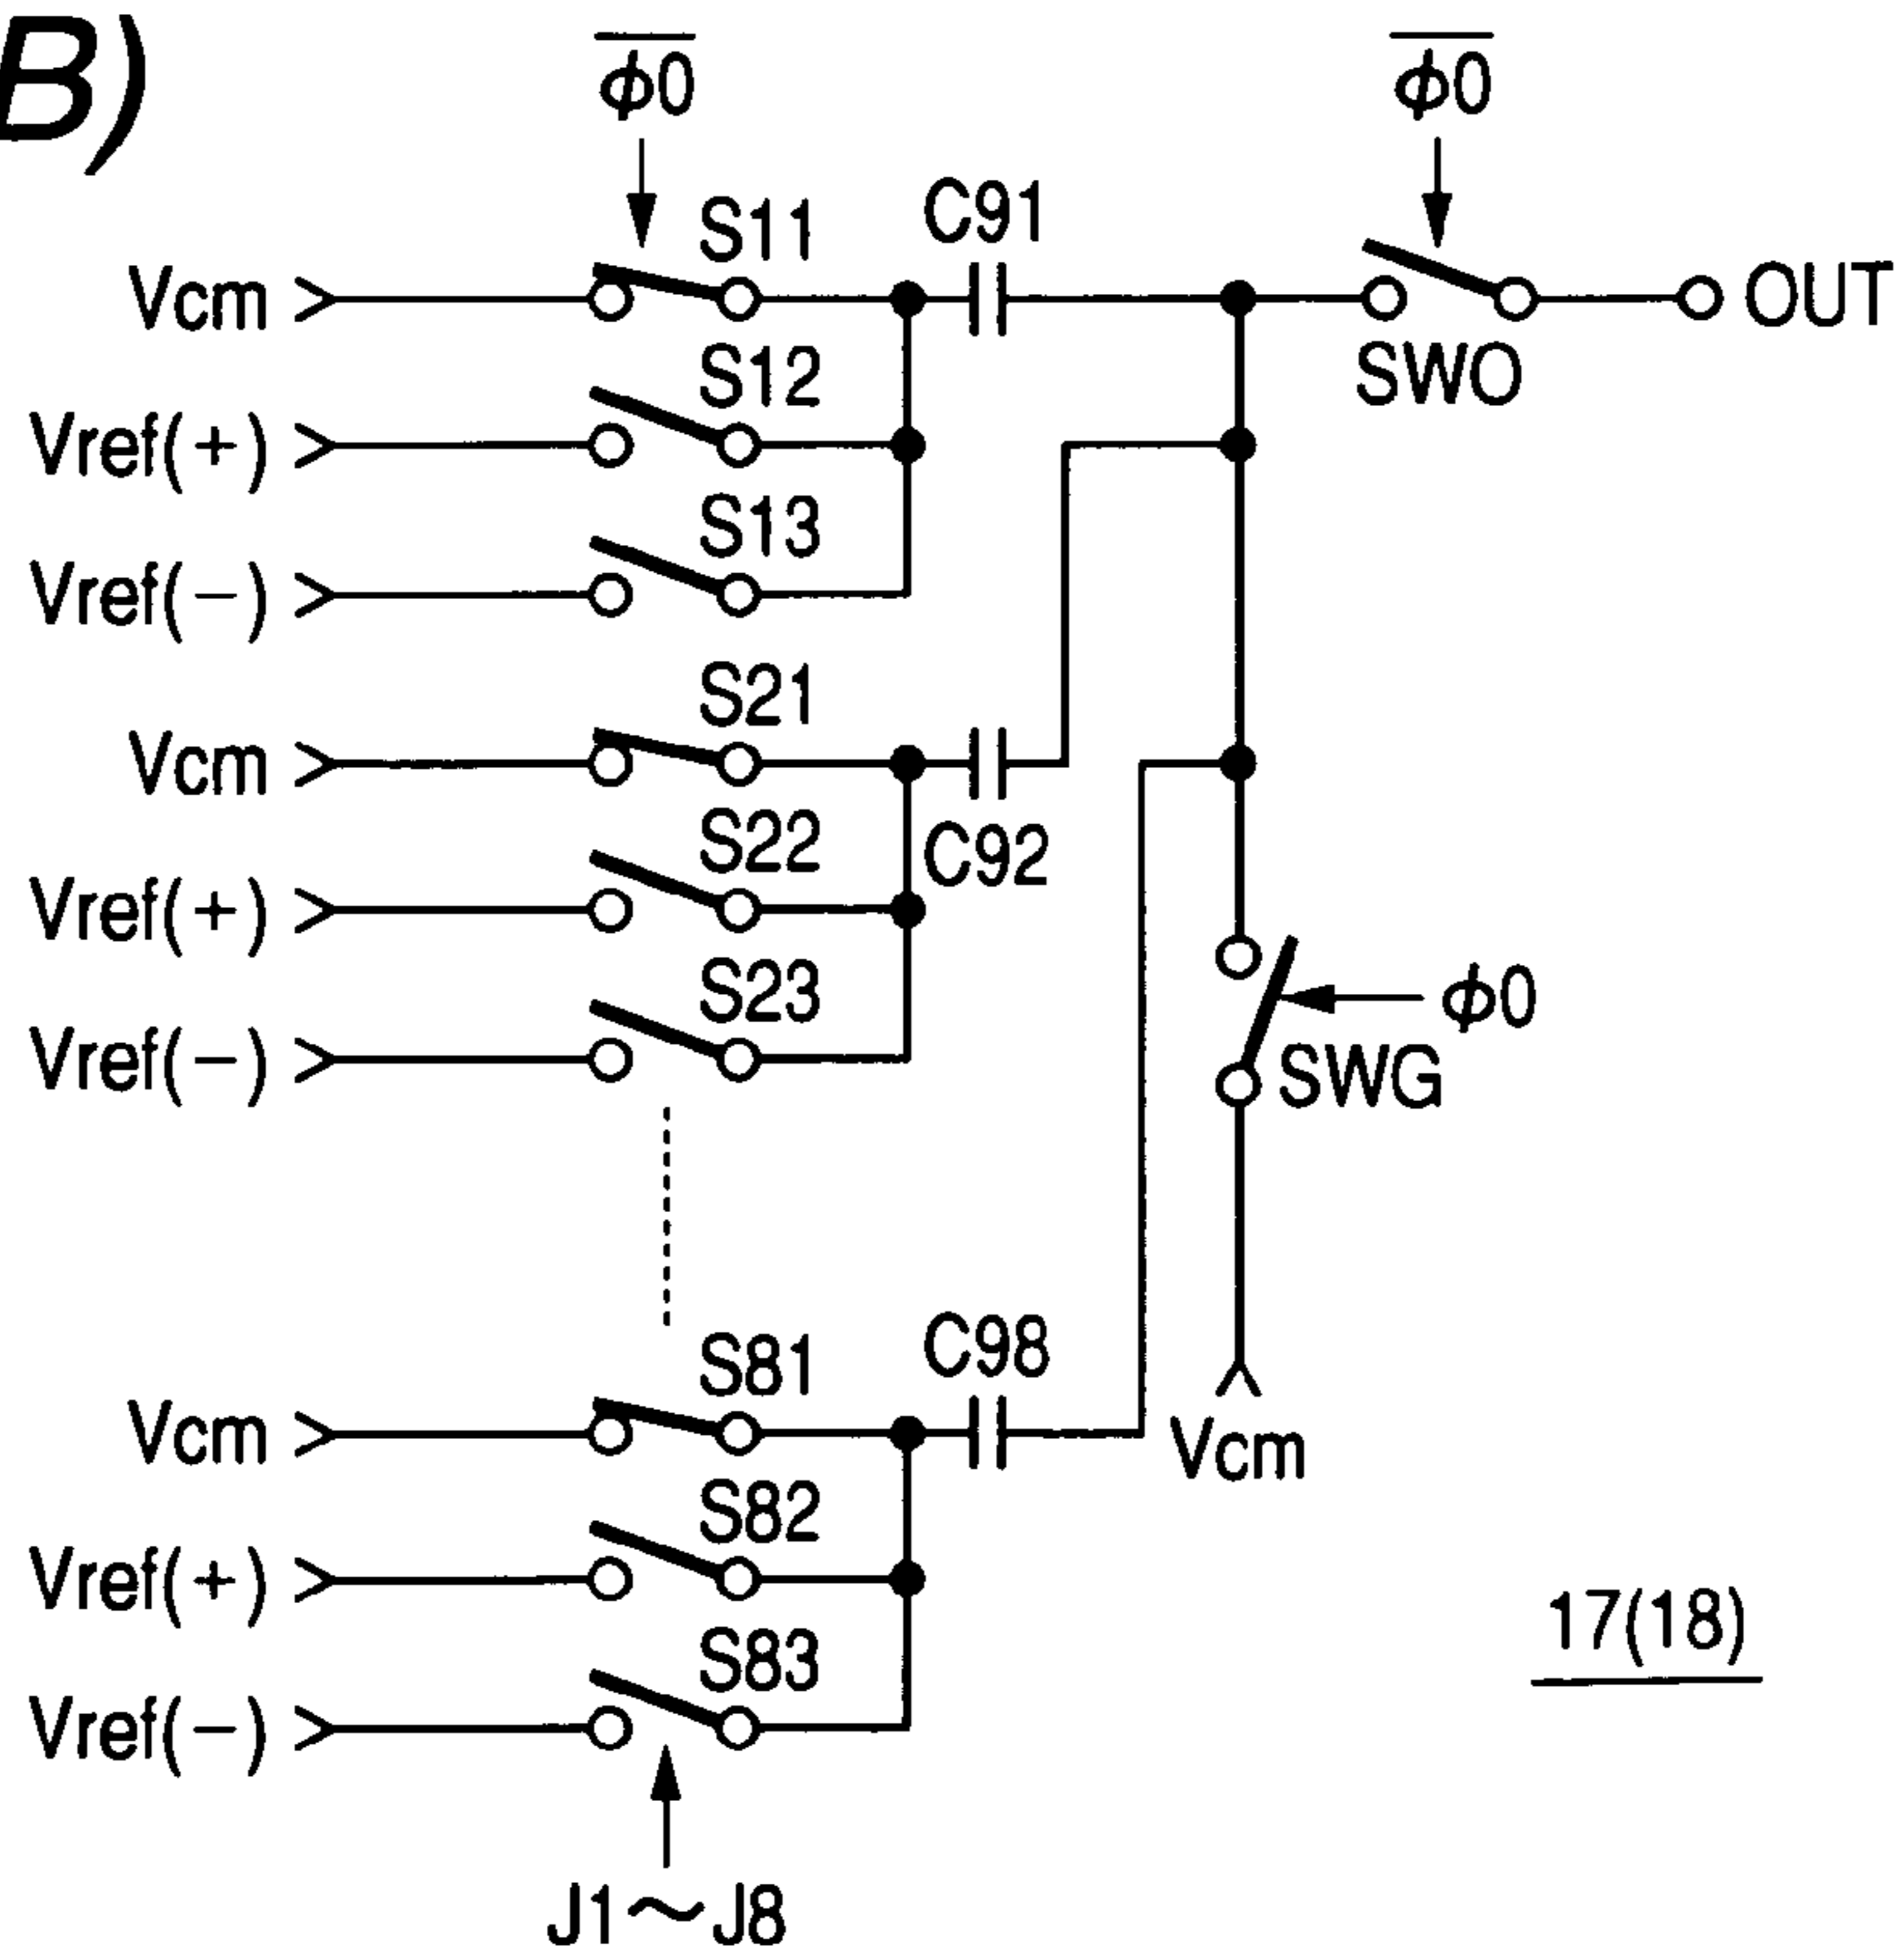 B)
φ0 φ0
S11 C91
Vcm OUT
S12 SWO
Vref(+)
S13
Vref(−)
S21
Vcm
S22 C92
Vref(+)
S23 φ0
Vref(−) SWG
S81 C98
Vcm Vcm
S82
Vref(+) 17(18)
S83
Vref(−)
J1〜J8